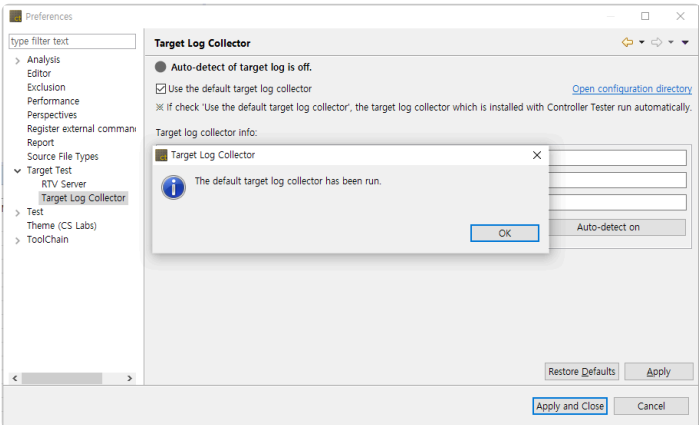 Preferences
type filter text
Analysis
Editor
Exclusion
Performance
Perspectives
Register external comman
Report
Source File Types
Target Test
RTV Server
Target Log Collector
Test
Theme (CS Labs)
ToolChain
Target Log Collector
Auto-detect of target log is off.
Use the default target log collector
Open configuration directory
※ If check 'Use the default target log collector', the target log collector which is installed with Controller Tester run automatically.
Target log collector info:
Target Log Collector
The default target log collector has been run.
OK
Auto-detect on
Restore Defaults
Apply
Apply and Close
Cancel